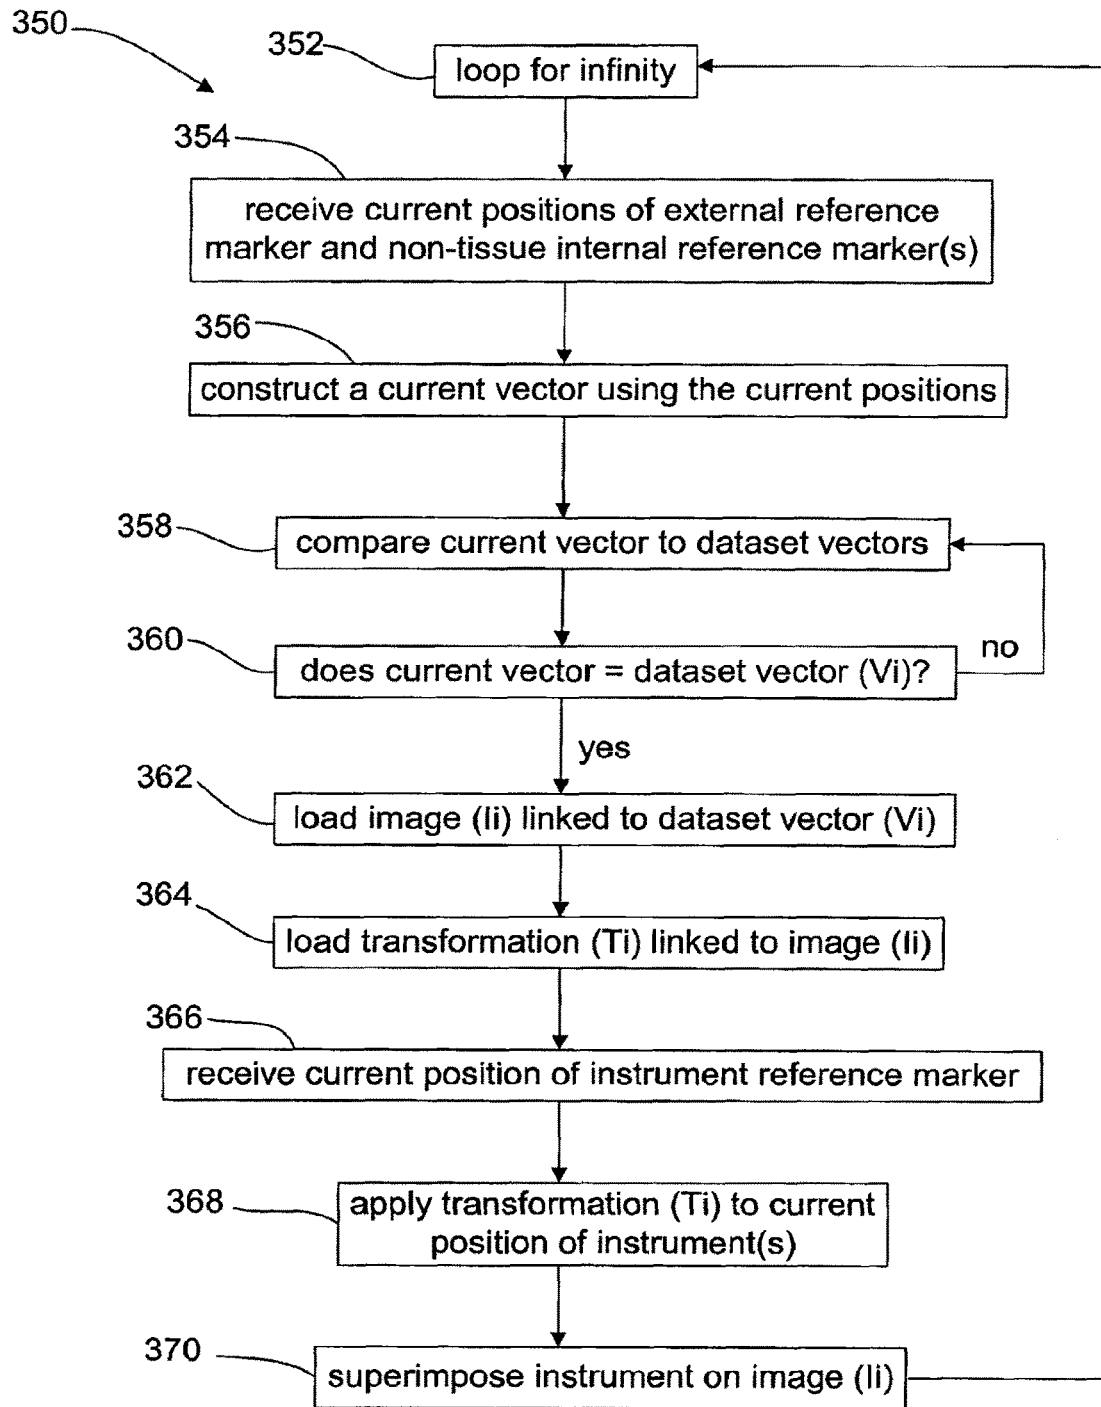 350
352
loop for infinity
354
receive current positions of external reference
marker and non-tissue internal reference marker(s)
356
construct a current vector using the current positions
358
compare current vector to dataset vectors
360
does current vector = dataset vector (Vi)?
no
yes
362
load image (Ii) linked to dataset vector (Vi)
364
load transformation (Ti) linked to image (Ii)
366
receive current position of instrument reference marker
368
apply transformation (Ti) to current
position of instrument(s)
370
superimpose instrument on image (Ii)